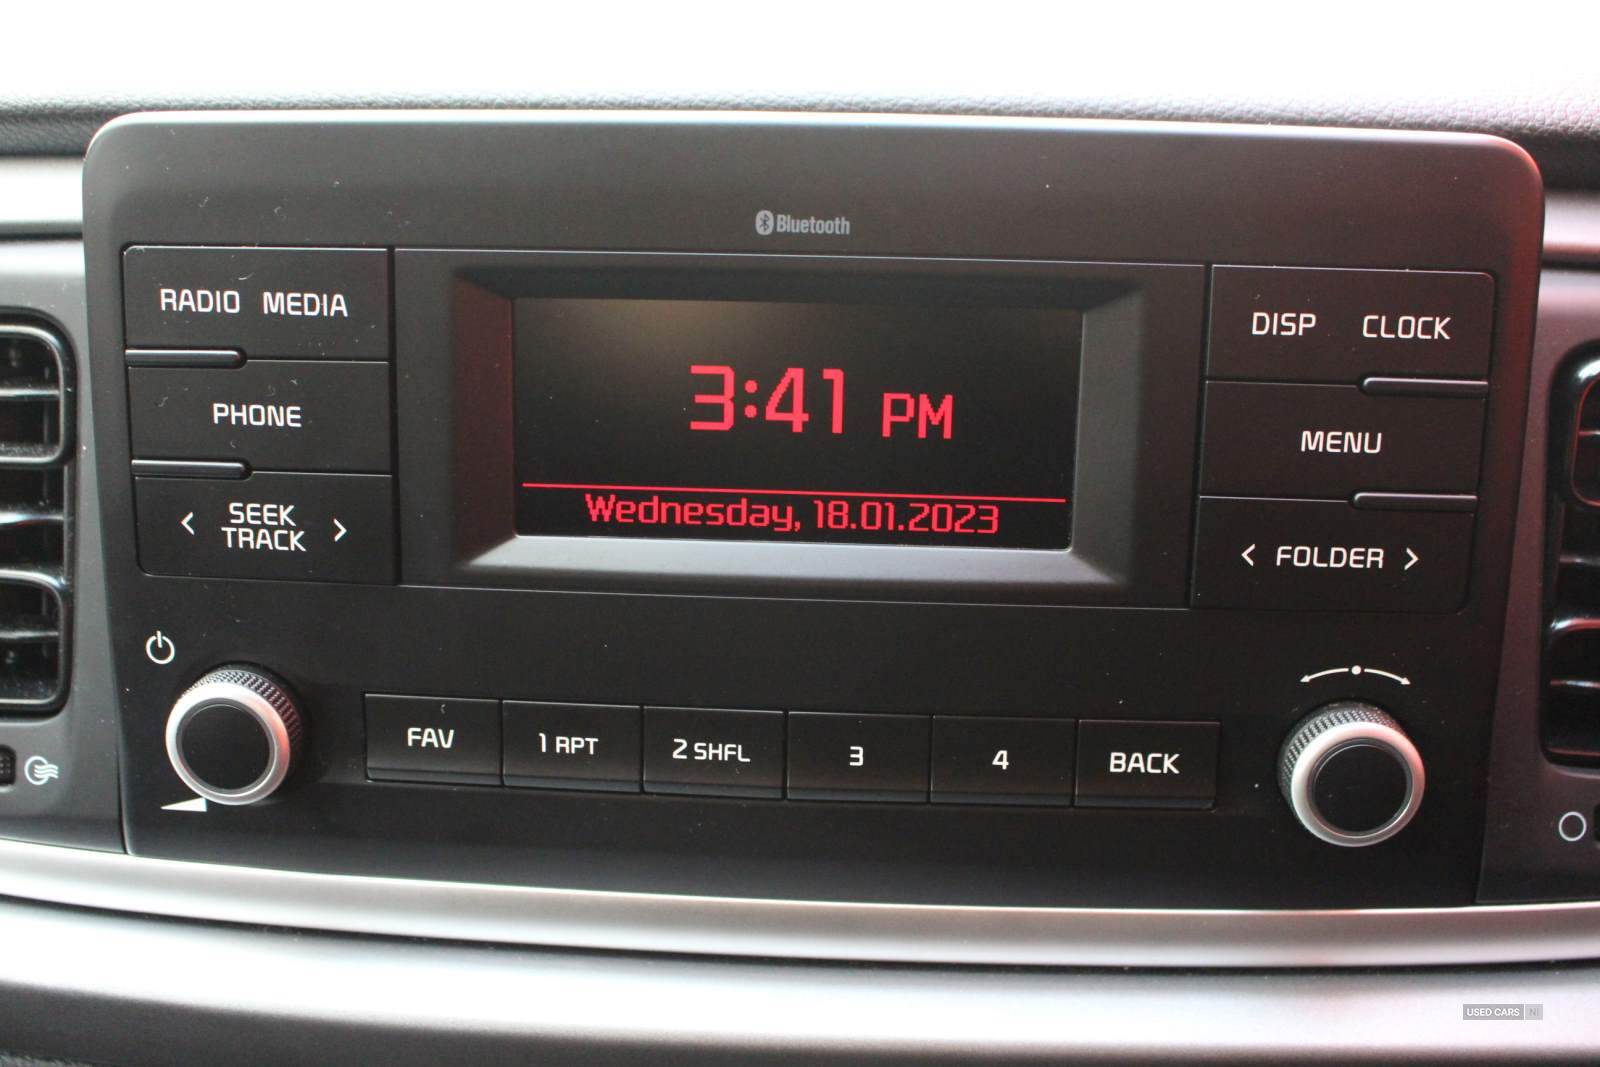 Bluetooth
RADIO MEDIA
PHONE
< SEEK TRACK >
3:41 PM
Wednesday, 18.01.2023
DISP CLOCK
MENU
< FOLDER >
FAV
1 RPT
2 SHFL
3
4
BACK
USED CARS NI